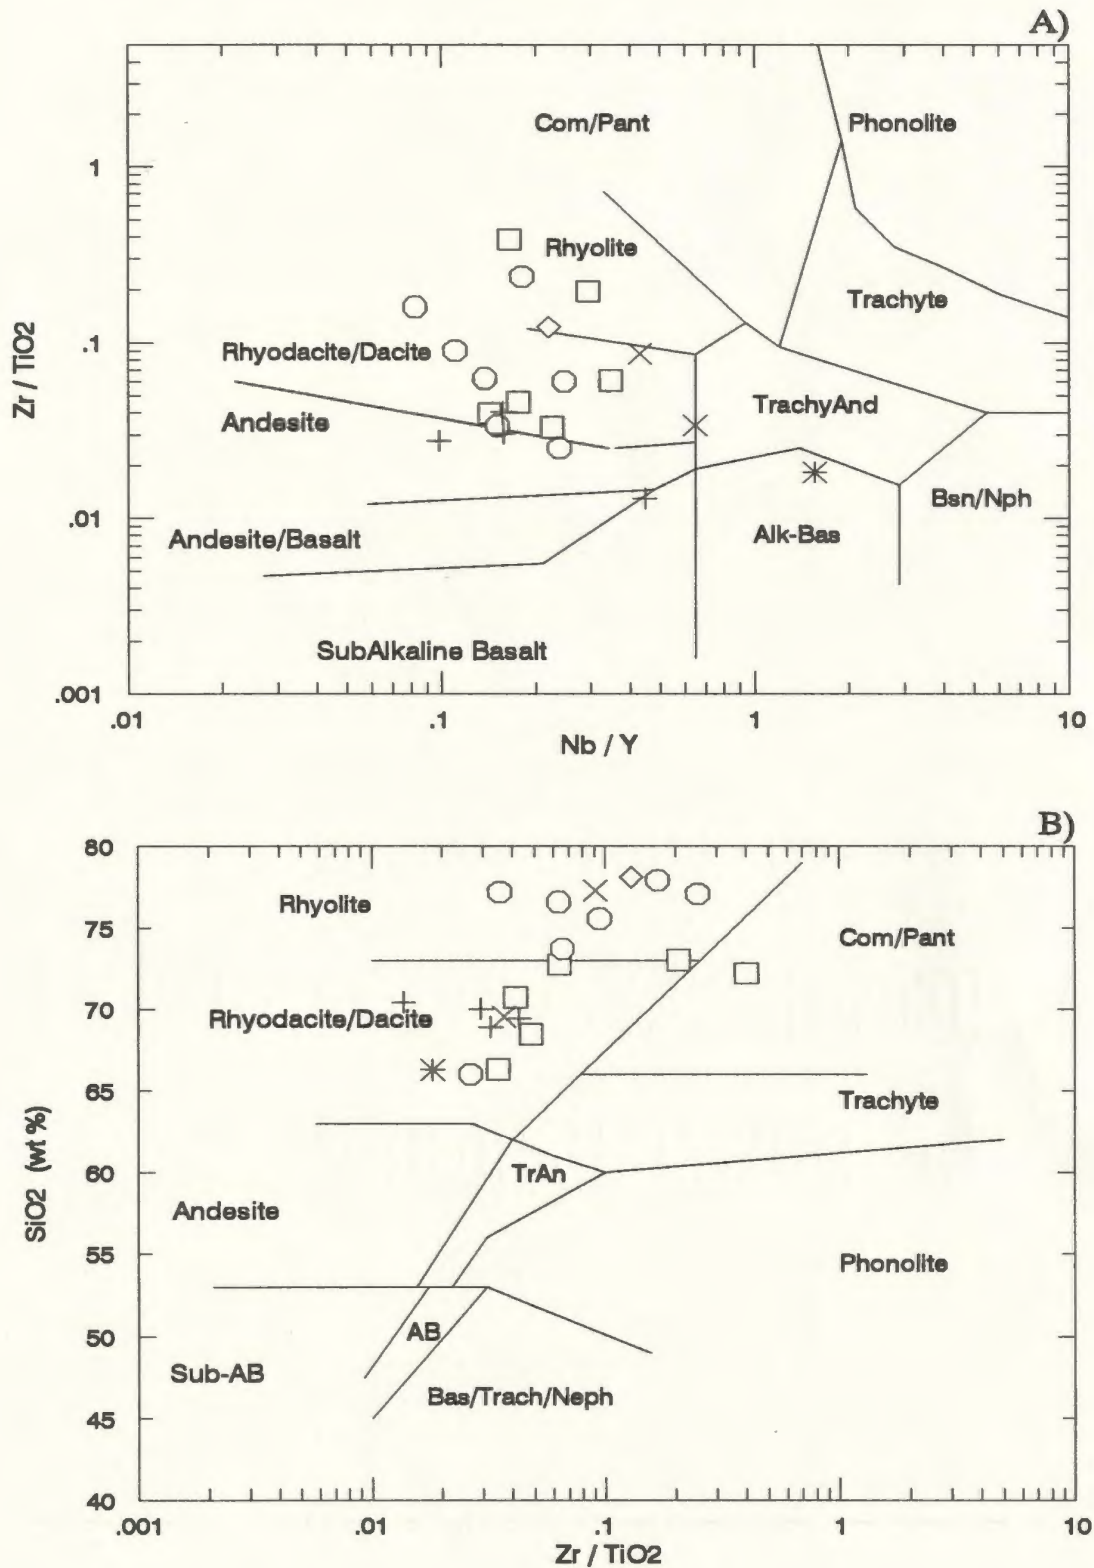 A)
Com/Pant
Phonolite
1
Rhyolite
Trachyte
Zr / TiO2
.1
Rhyodacite/Dacite
TrachyAnd
Andesite
.01
Bsn/Nph
Andesite/Basalt
Alk-Bas
SubAlkaline Basalt
.001
.01
.1
1
10
Nb / Y
B)
80
Rhyolite
75
Com/Pant
70
Rhyodacite/Dacite
65
Trachyte
SiO2 (wt %)
60
TrAn
Andesite
55
Phonolite
50
AB
Sub-AB
Bas/Trach/Neph
45
40
.001
.01
.1
1
10
Zr / TiO2